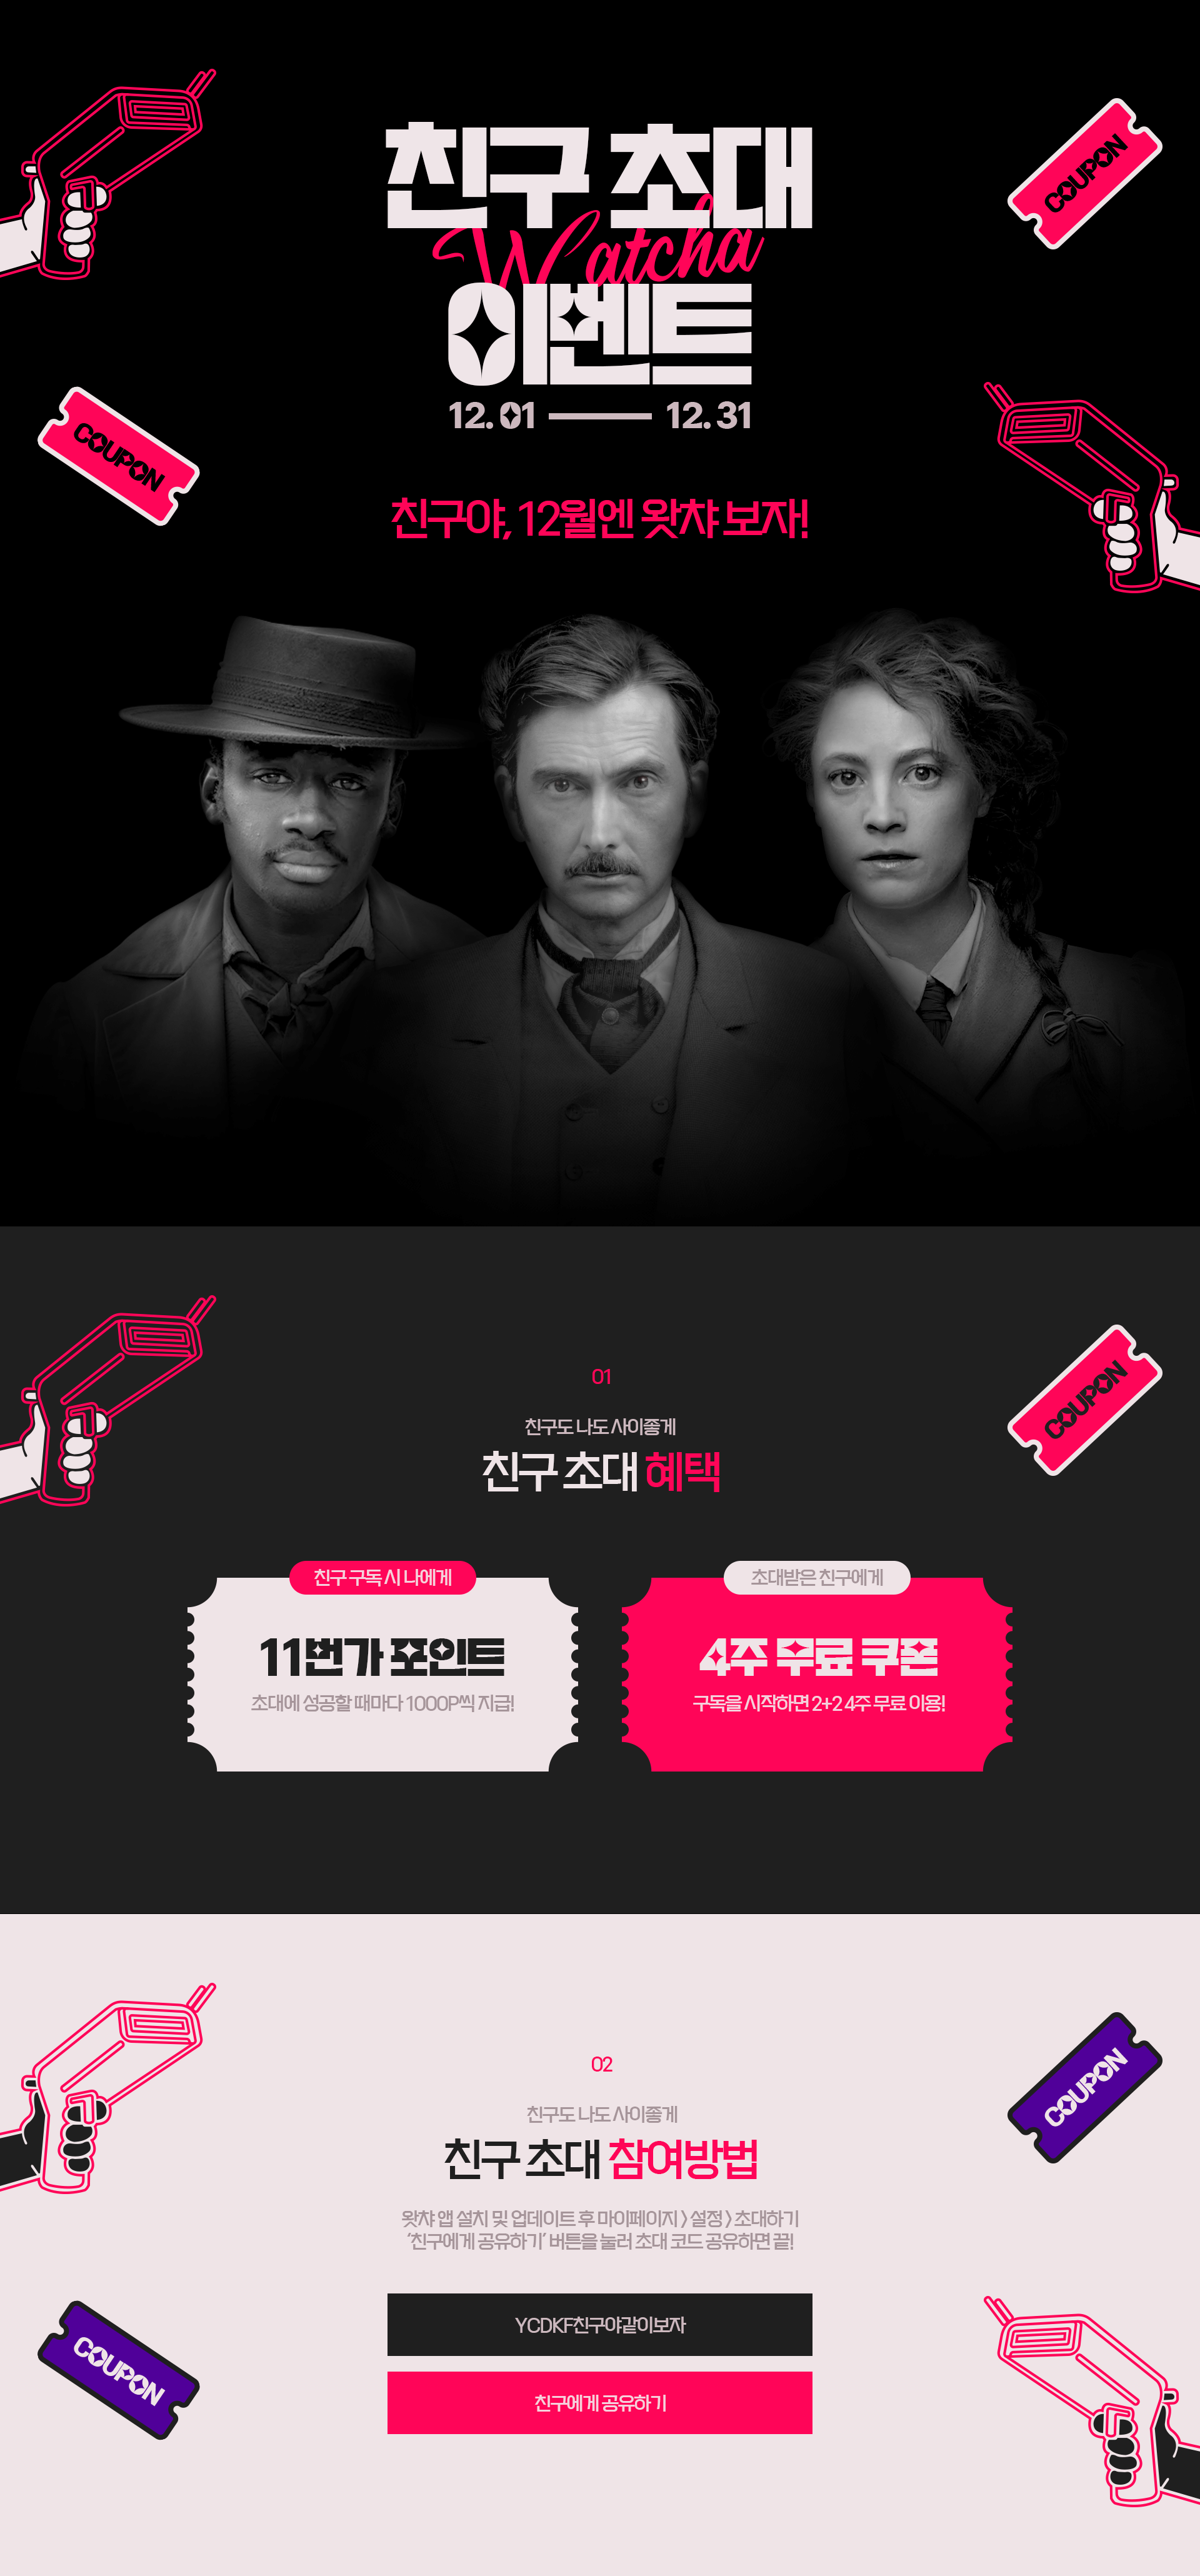 친구 초대
Watcha
이벤트
12. 01 12. 31
COUPON
COUPON
친구야, 12월엔 왓챠 보자!
COUPON
01
친구도 나도 사이좋게
친구 초대 혜택
친구 구독 시 나에게
11번가 포인트
초대에 성공할 때마다 1000P씩 지급!
초대받은 친구에게
4주 무료 쿠폰
구독을 시작하면 2+2 4주 무료 이용!
COUPON
02
친구도 나도 사이좋게
친구 초대 참여방법
왓챠 앱 설치 및 업데이트 후 마이페이지 > 설정 > 초대하기
‘친구에게 공유하기’ 버튼을 눌러 초대 코드 공유하면 끝!
YCDKF친구야같이보자
COUPON
친구에게 공유하기